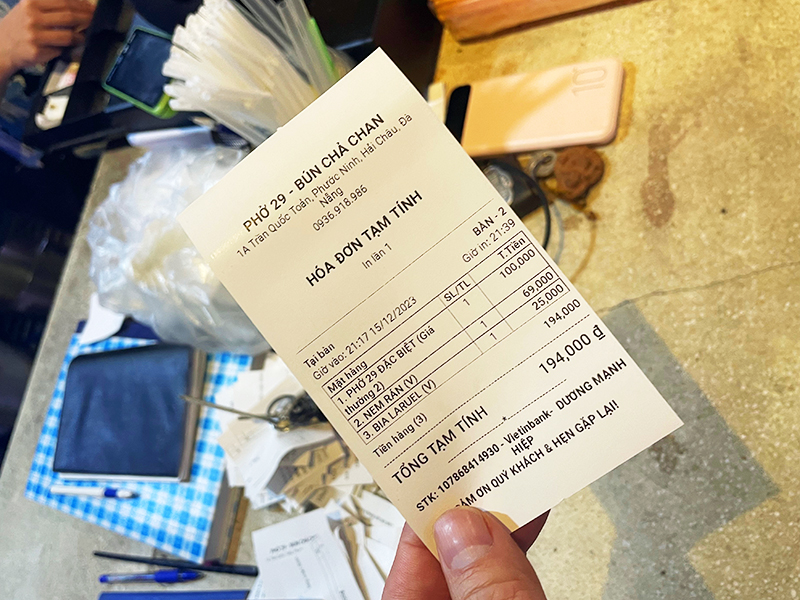 PHỞ 29 - BÚN CHẢ CHAN
1A Trần Quốc Toản, Phước Ninh, Hải Châu, Đà
Nẵng
0936.918.986
HÓA ĐƠN TẠM TÍNH
In lần 1
BÀN - 2
Tại bàn
Giờ vào: 21:17 15/12/2023 Giờ in: 21:39
Mặt hàng SL/TL T.Tiền
1. PHỞ 29 ĐẶC BIỆT (Giá 1 100,000
thường 2)
2. NEM RÁN (V) 1 69,000
3. BIA LARUEL (V) 1 25,000
Tiền hàng (3) 194,000
TỔNG TẠM TÍNH 194,000 ₫
STK: 107868414930 - Vietinbank- DƯƠNG MẠNH
HIỆP
CẢM ƠN QUÝ KHÁCH & HẸN GẶP LẠI!
10